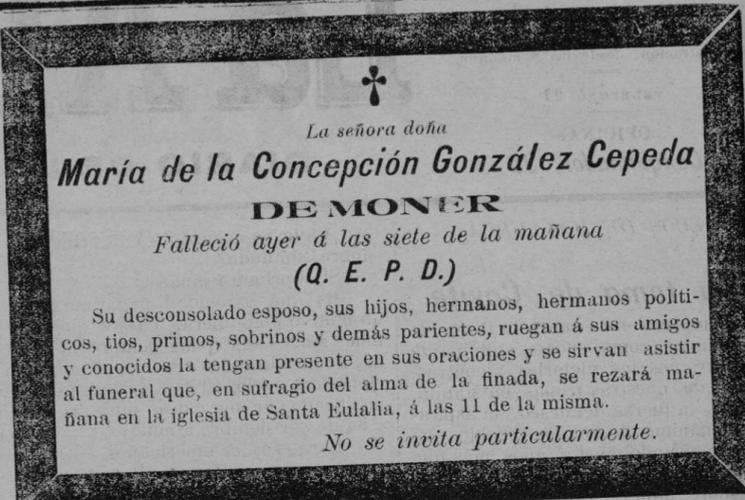 La señora doña
María de la Concepción González Cepeda
DE MONER
Falleció ayer á las siete de la mañana
(Q. E. P. D.)
Su desconsolado esposo, sus hijos, hermanos, hermanos políti-
cos, tios, primos, sobrinos y demás parientes, ruegan á sus amigos
y conocidos la tengan presente en sus oraciones y se sirvan asistir
al funeral que, en sufragio del alma de la finada, se rezará ma-
ñana en la iglesia de Santa Eulalia, á las 11 de la misma.
No se invita particularmente.